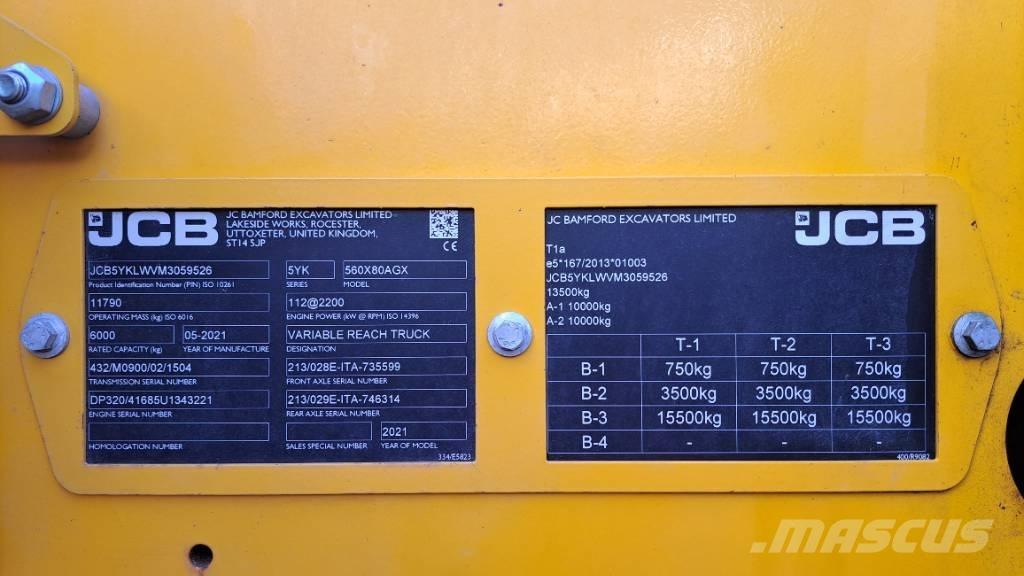 JCB
JC BAMFORD EXCAVATORS LIMITED
LAKESIDE WORKS, ROCESTER,
UTTOXETER, UNITED KINGDOM,
ST14 5JP
CE
JCB5YKLWVM3059526 5YK 560X80AGX
Product Identification Number (PIN) ISO 10261 SERIES MODEL
11790 112@2200
OPERATING MASS (kg) ISO 6016 ENGINE POWER (kW @ RPM) ISO 14396
6000 05-2021 VARIABLE REACH TRUCK
RATED CAPACITY (kg) YEAR OF MANUFACTURE DESIGNATION
432/M0900/02/1504 213/028E-ITA-735599
TRANSMISSION SERIAL NUMBER FRONT AXLE SERIAL NUMBER
DP320/41685U1343221 213/029E-ITA-746314
ENGINE SERIAL NUMBER REAR AXLE SERIAL NUMBER
2021
HOMOLOGATION NUMBER SALES SPECIAL NUMBER YEAR OF MODEL
334/E5823
JC BAMFORD EXCAVATORS LIMITED JCB
T1a
e5*167/2013*01003
JCB5YKLWVM3059526
13500kg
A-1 10000kg
A-2 10000kg
T-1 T-2 T-3
B-1 750kg 750kg 750kg
B-2 3500kg 3500kg 3500kg
B-3 15500kg 15500kg 15500kg
B-4 - - -
400/R9082
MASCUS